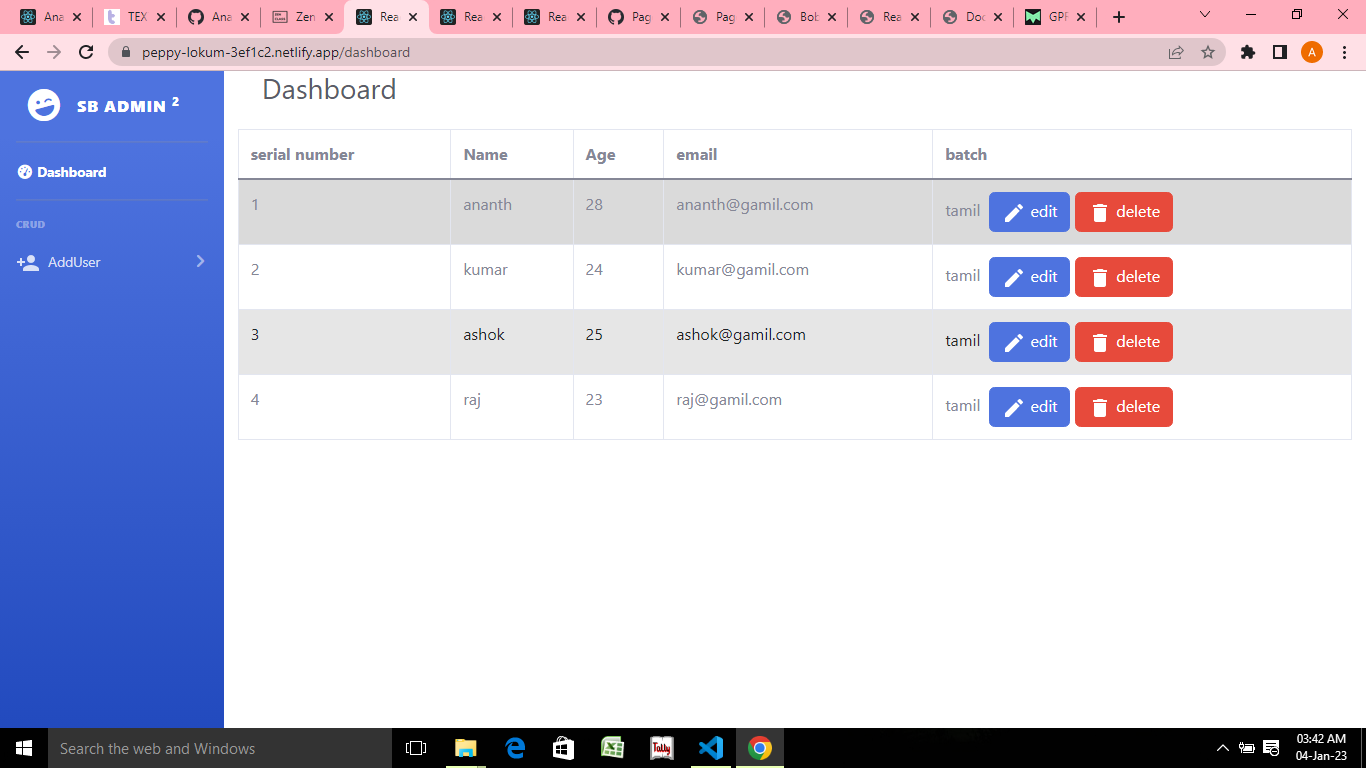 Ana TEX Ana Zen Rea Rea Rea Pag Pag Bob Rea Doc GPF
peppy-lokum-3ef1c2.netlify.app/dashboard A
SB ADMIN 2
Dashboard
CRUD
AddUser
Dashboard
serial number Name Age email batch
1 ananth 28 ananth@gamil.com tamil edit delete
2 kumar 24 kumar@gamil.com tamil edit delete
3 ashok 25 ashok@gamil.com tamil edit delete
4 raj 23 raj@gamil.com tamil edit delete
Search the web and Windows Tally 03:42 AM
04-Jan-23